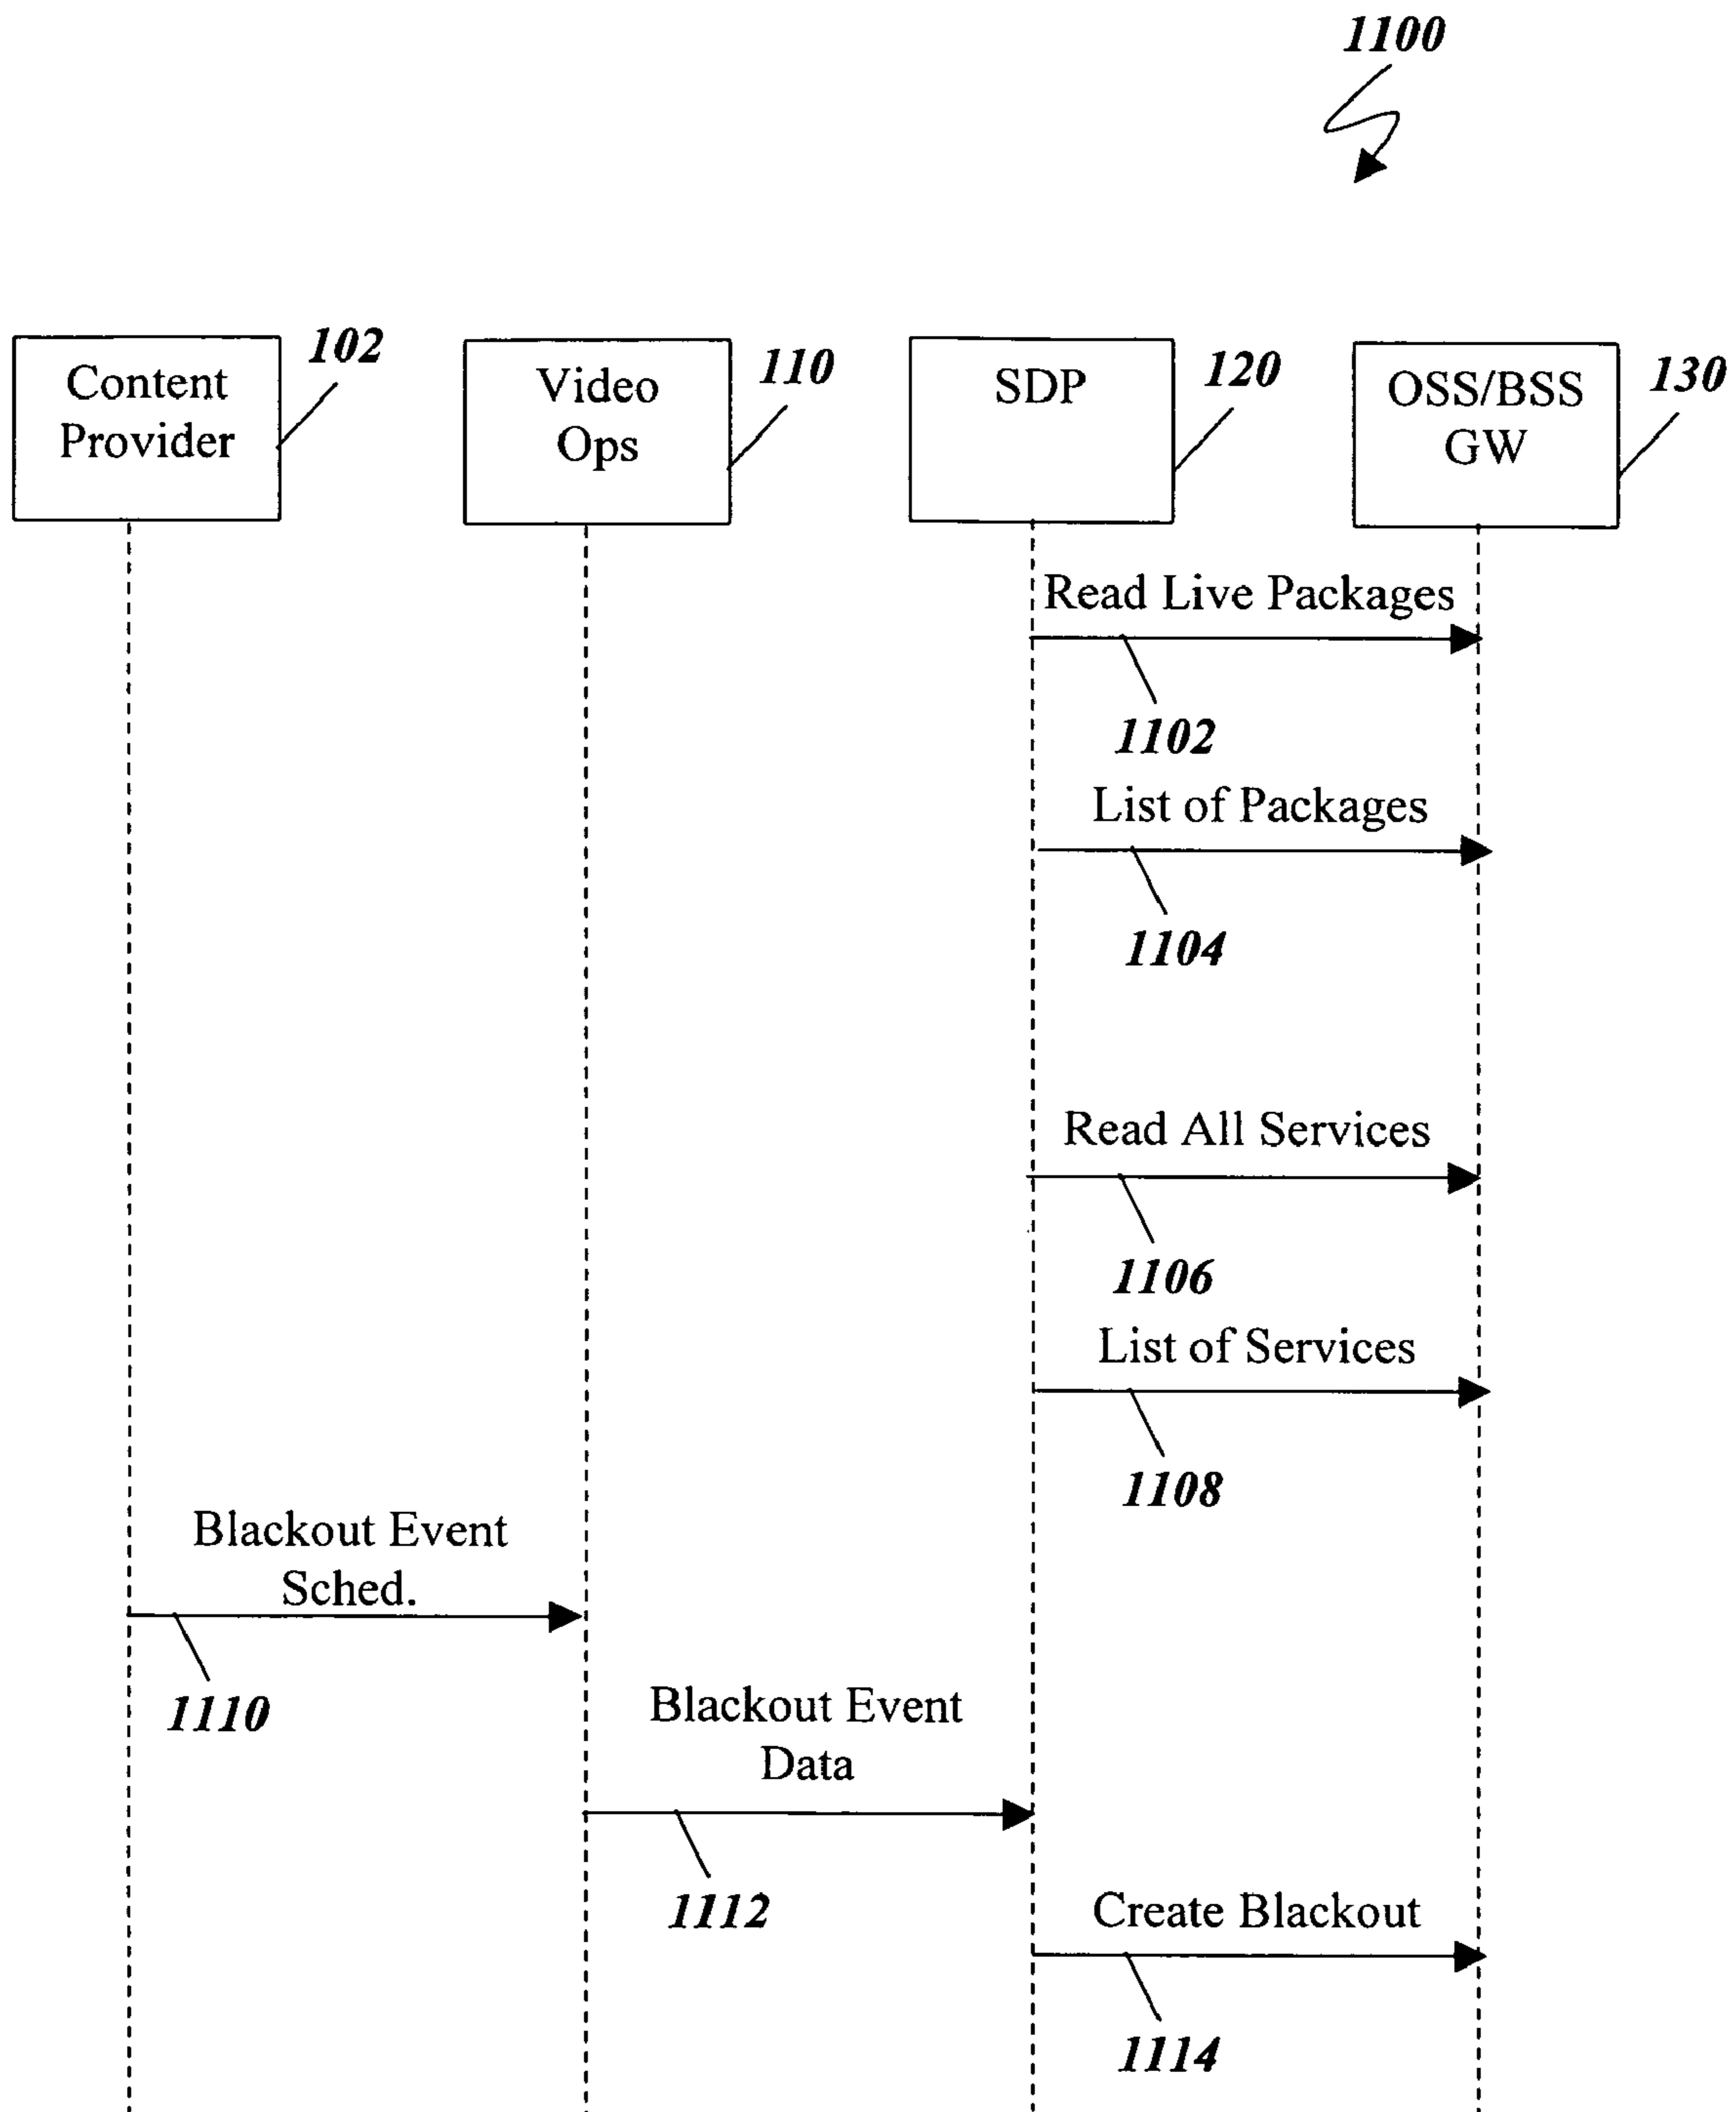 1100
Content
Provider
102
Video
Ops
110
SDP
120
OSS/BSS
GW
130
Read Live Packages
1102
List of Packages
1104
Read All Services
1106
List of Services
1108
Blackout Event
Sched.
1110
Blackout Event
Data
1112
Create Blackout
1114